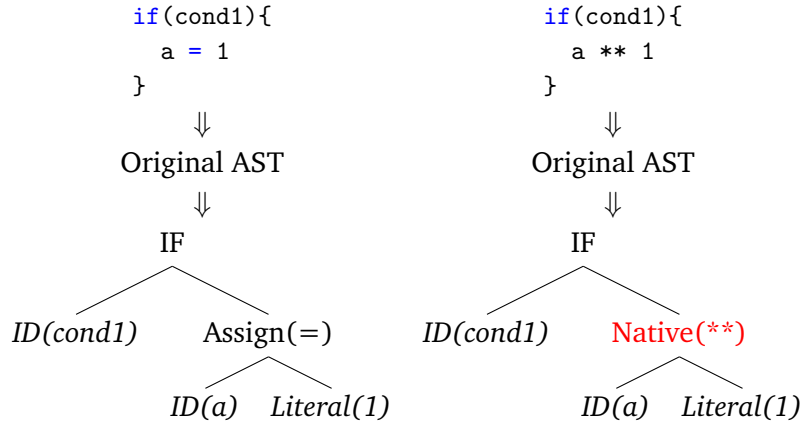 if(cond1){
a = 1
}
⇓
Original AST
⇓
IF
ID(cond1) Assign(=)
ID(a) Literal(1)
if(cond1){
a ** 1
}
⇓
Original AST
⇓
IF
ID(cond1) Native(**)
ID(a) Literal(1)